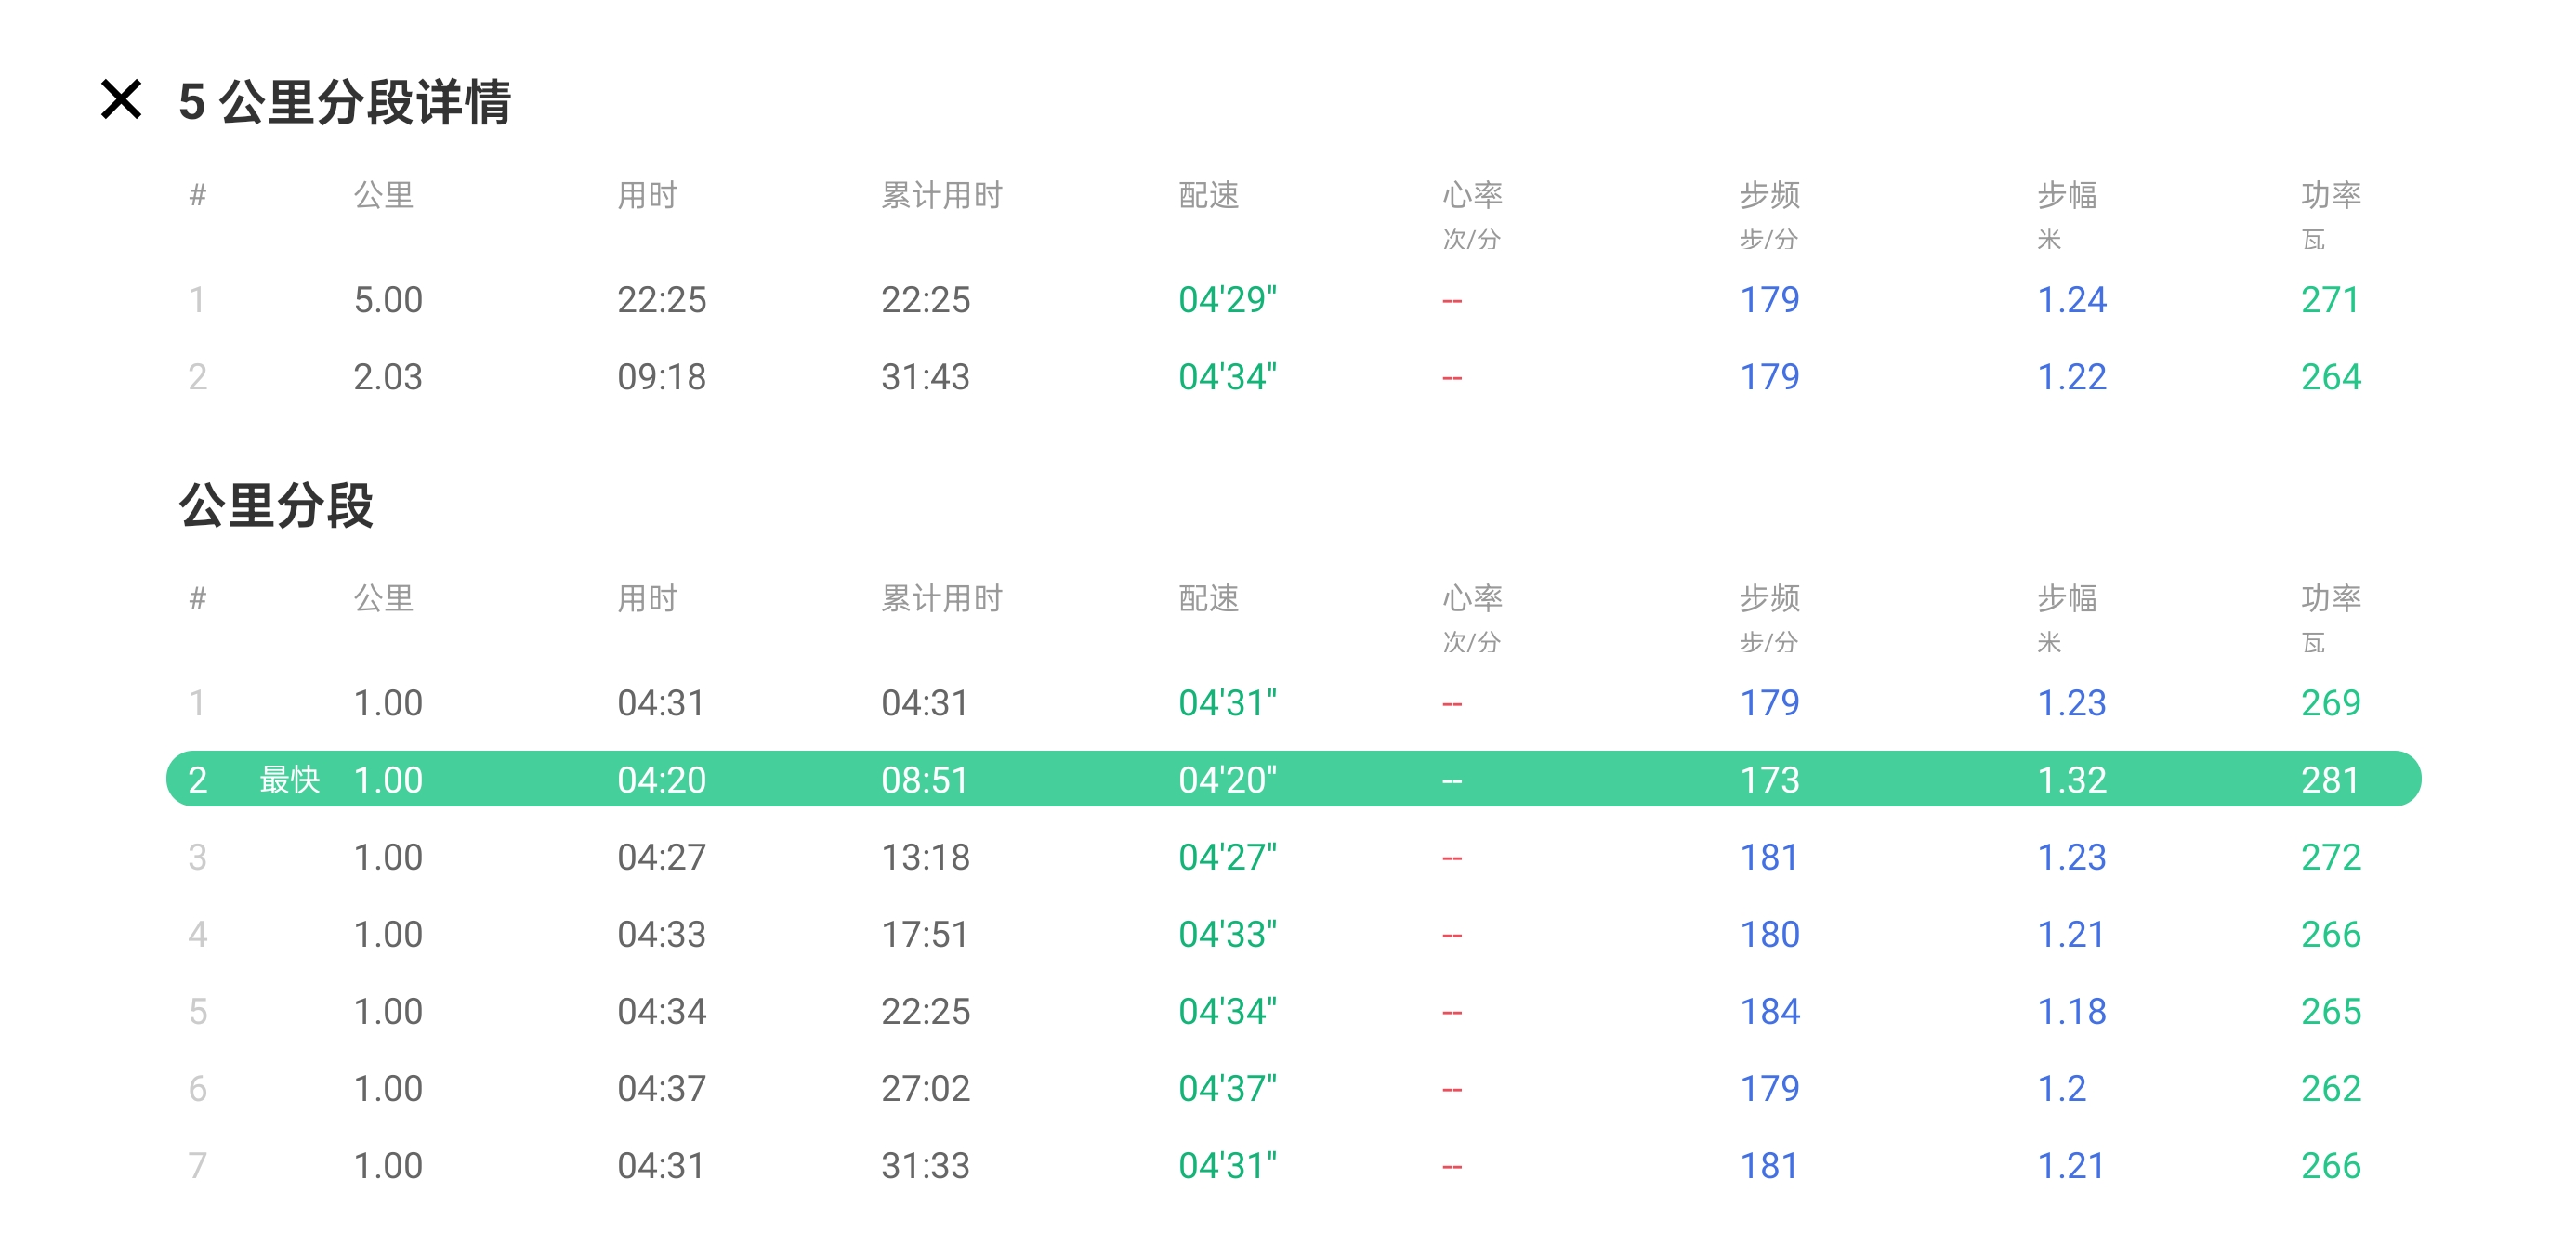 5 公里分段详情
# 公里 用时 累计用时 配速 心率 步频 步幅 功率
次/分 步/分 米 瓦
1 5.00 22:25 22:25 04'29" -- 179 1.24 271
2 2.03 09:18 31:43 04'34" -- 179 1.22 264
公里分段
# 公里 用时 累计用时 配速 心率 步频 步幅 功率
次/分 步/分 米 瓦
1 1.00 04:31 04:31 04'31" -- 179 1.23 269
2 最快 1.00 04:20 08:51 04'20" -- 173 1.32 281
3 1.00 04:27 13:18 04'27" -- 181 1.23 272
4 1.00 04:33 17:51 04'33" -- 180 1.21 266
5 1.00 04:34 22:25 04'34" -- 184 1.18 265
6 1.00 04:37 27:02 04'37" -- 179 1.2 262
7 1.00 04:31 31:33 04'31" -- 181 1.21 266